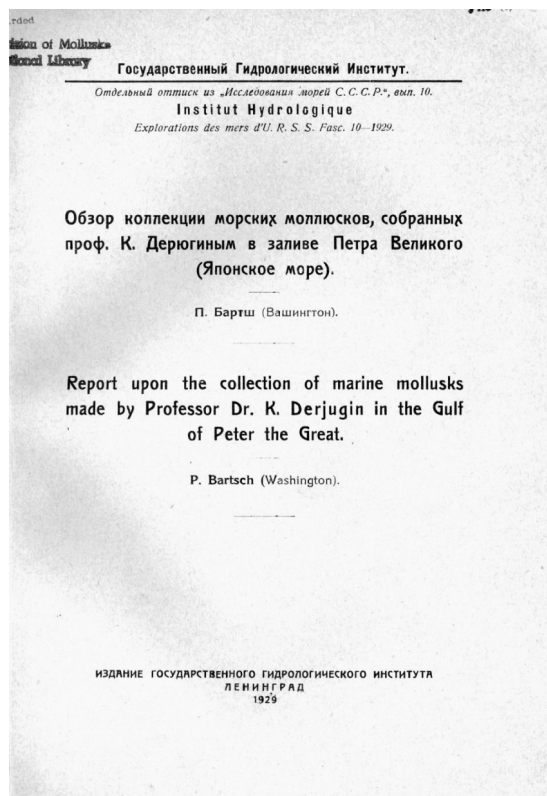 of Mollusks
Library
Государственный Гидрологический Институт.
Отдельный оттиск из „Исследования морей С. С. С. Р.“, вып. 10.
Institut Hydrologique
Explorations des mers d'U. R. S. S. Fasc. 10—1929.
Обзор коллекции морских моллюсков, собранных
проф. К. Дерюгиным в заливе Петра Великого
(Японское море).
П. Бартш (Вашингтон).
Report upon the collection of marine mollusks
made by Professor Dr. K. Derjugin in the Gulf
of Peter the Great.
P. Bartsch (Washington).
ИЗДАНИЕ ГОСУДАРСТВЕННОГО ГИДРОЛОГИЧЕСКОГО ИНСТИТУТА
ЛЕНИНГРАД
1929